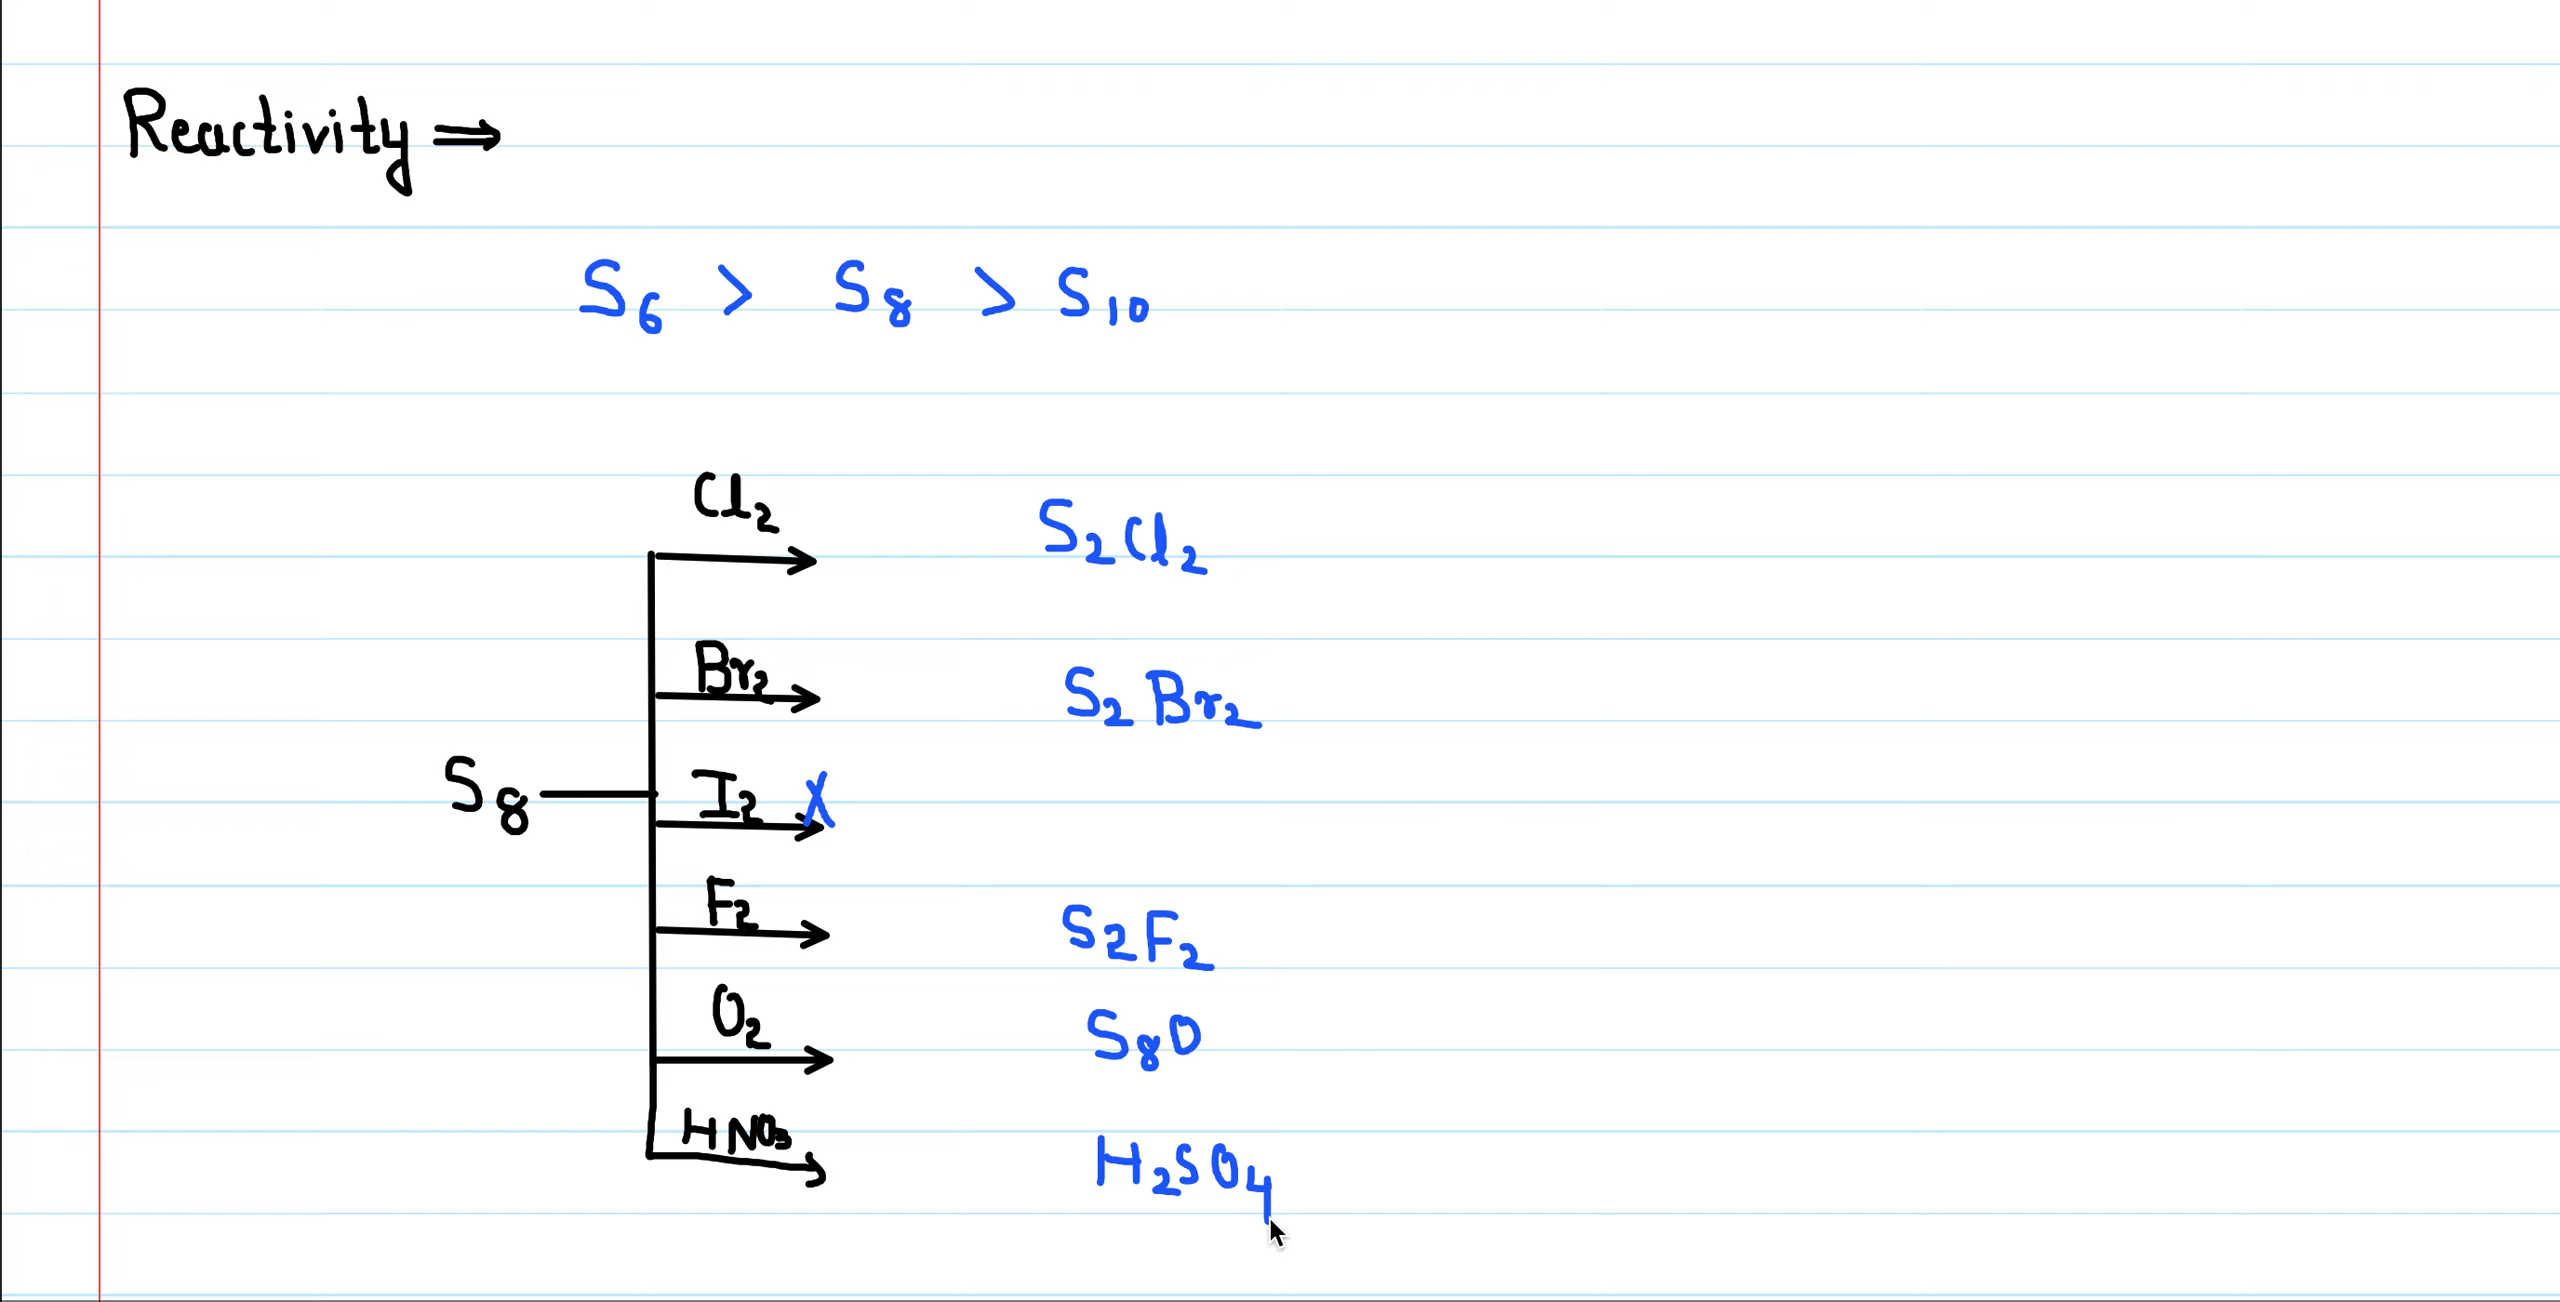 Reactivity ⇒
S₆ > S₈ > S₁₀
Cl₂ S₂Cl₂
Br₂ S₂Br₂
S₈ I₂ X
F₂ S₂F₂
O₂ S₈O
HNO₃ H₂SO₄